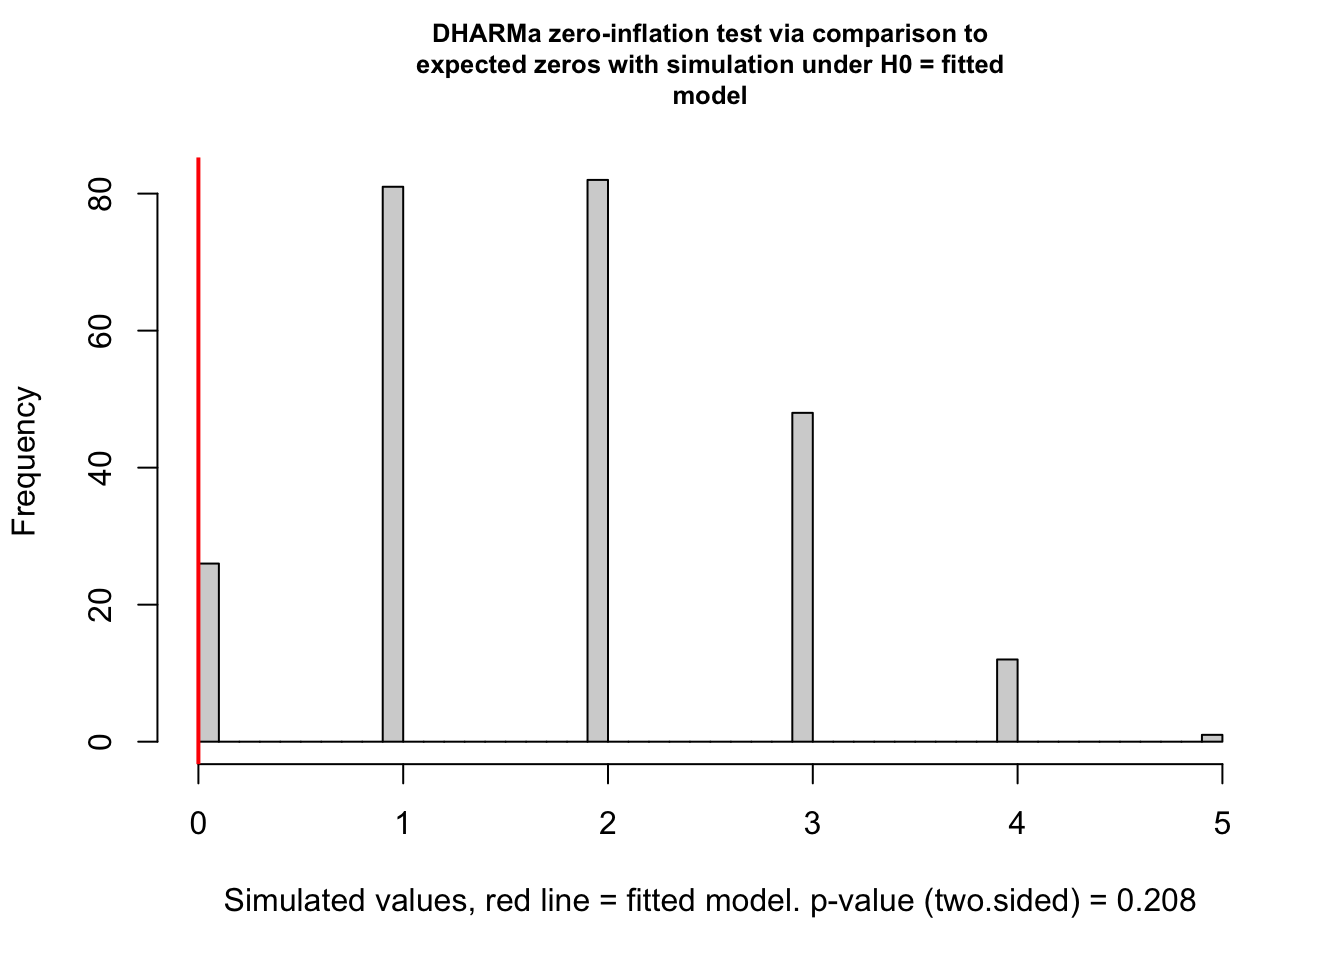 DHARMa zero-inflation test via comparison to
expected zeros with simulation under H0 = fitted
model
Frequency
80
60
40
20
0
0 1 2 3 4 5
Simulated values, red line = fitted model. p-value (two.sided) = 0.208